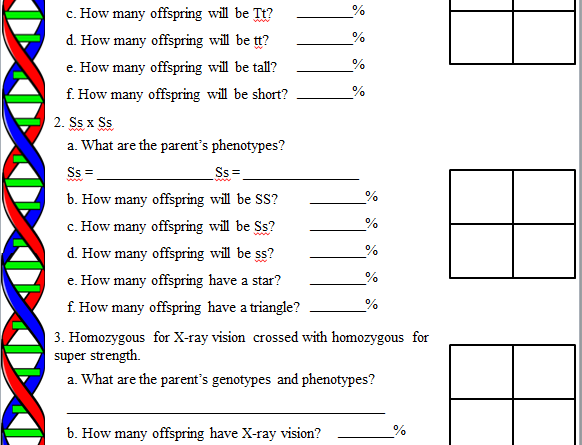 c. How many offspring will be Tt? ________%
d. How many offspring will be tt? ________%
e. How many offspring will be tall? ________%
f. How many offspring will be short? ________%
2. Ss x Ss
a. What are the parent's phenotypes?
Ss = ________________ Ss = ________________
b. How many offspring will be SS? ________%
c. How many offspring will be Ss? ________%
d. How many offspring will be ss? ________%
e. How many offspring have a star? ________%
f. How many offspring have a triangle? ________%
3. Homozygous for X-ray vision crossed with homozygous for
super strength.
a. What are the parent's genotypes and phenotypes?
________________________________________
b. How many offspring have X-ray vision? ________%